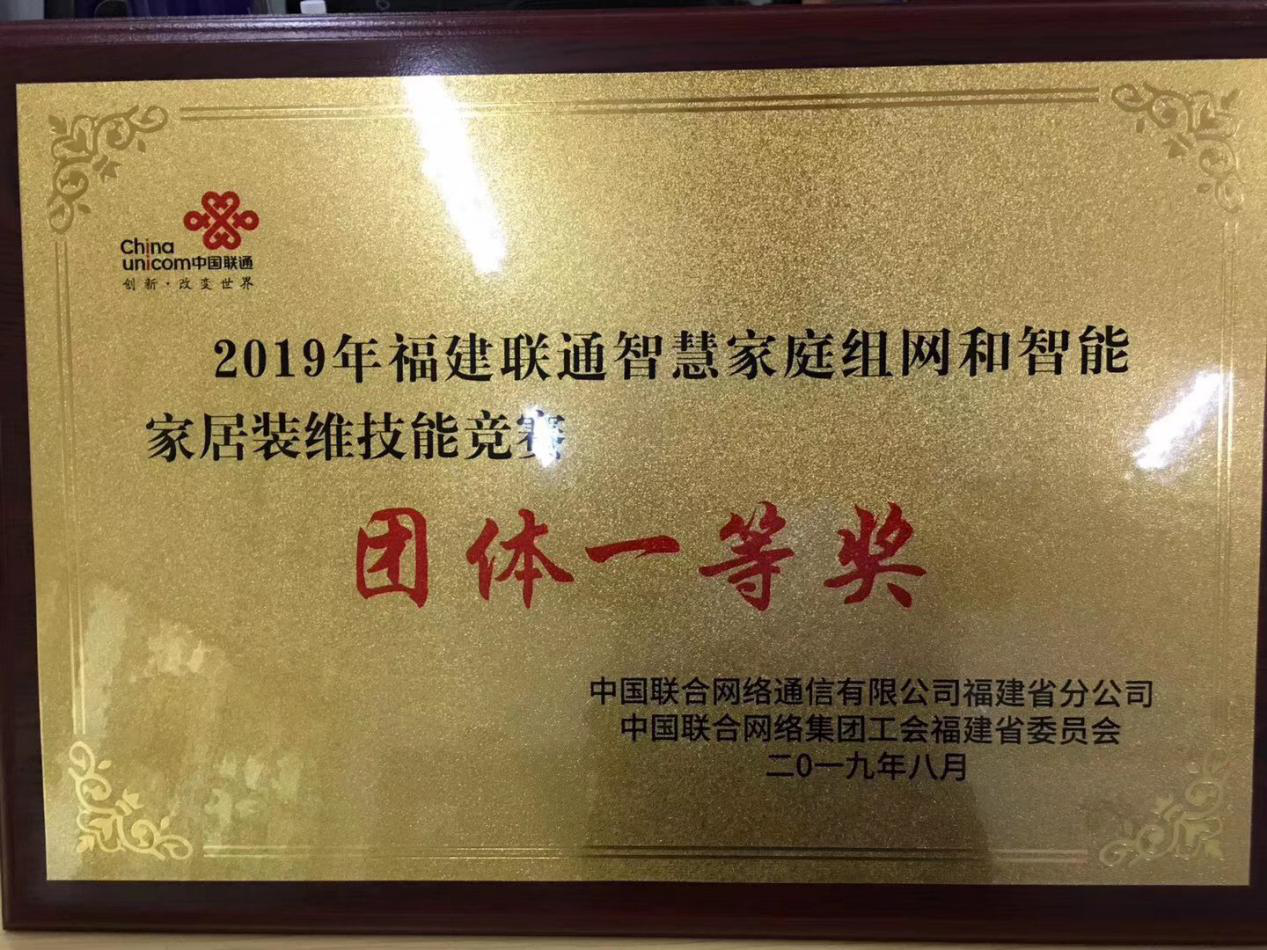 China
unicom中国联通
创新·改变世界
2019年福建联通智慧家庭组网和智能
家居装维技能竞赛
团体一等奖
中国联合网络通信有限公司福建省分公司
中国联合网络集团工会福建省委员会
二0一九年八月